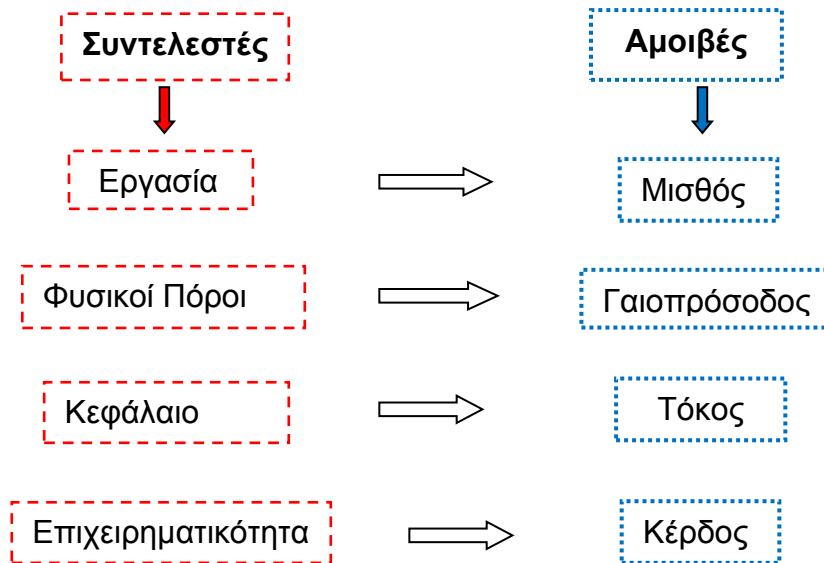 Συντελεστές
Αμοιβές
Εργασία
Μισθός
Φυσικοί Πόροι
Γαιοπρόσοδος
Κεφάλαιο
Τόκος
Επιχειρηματικότητα
Κέρδος